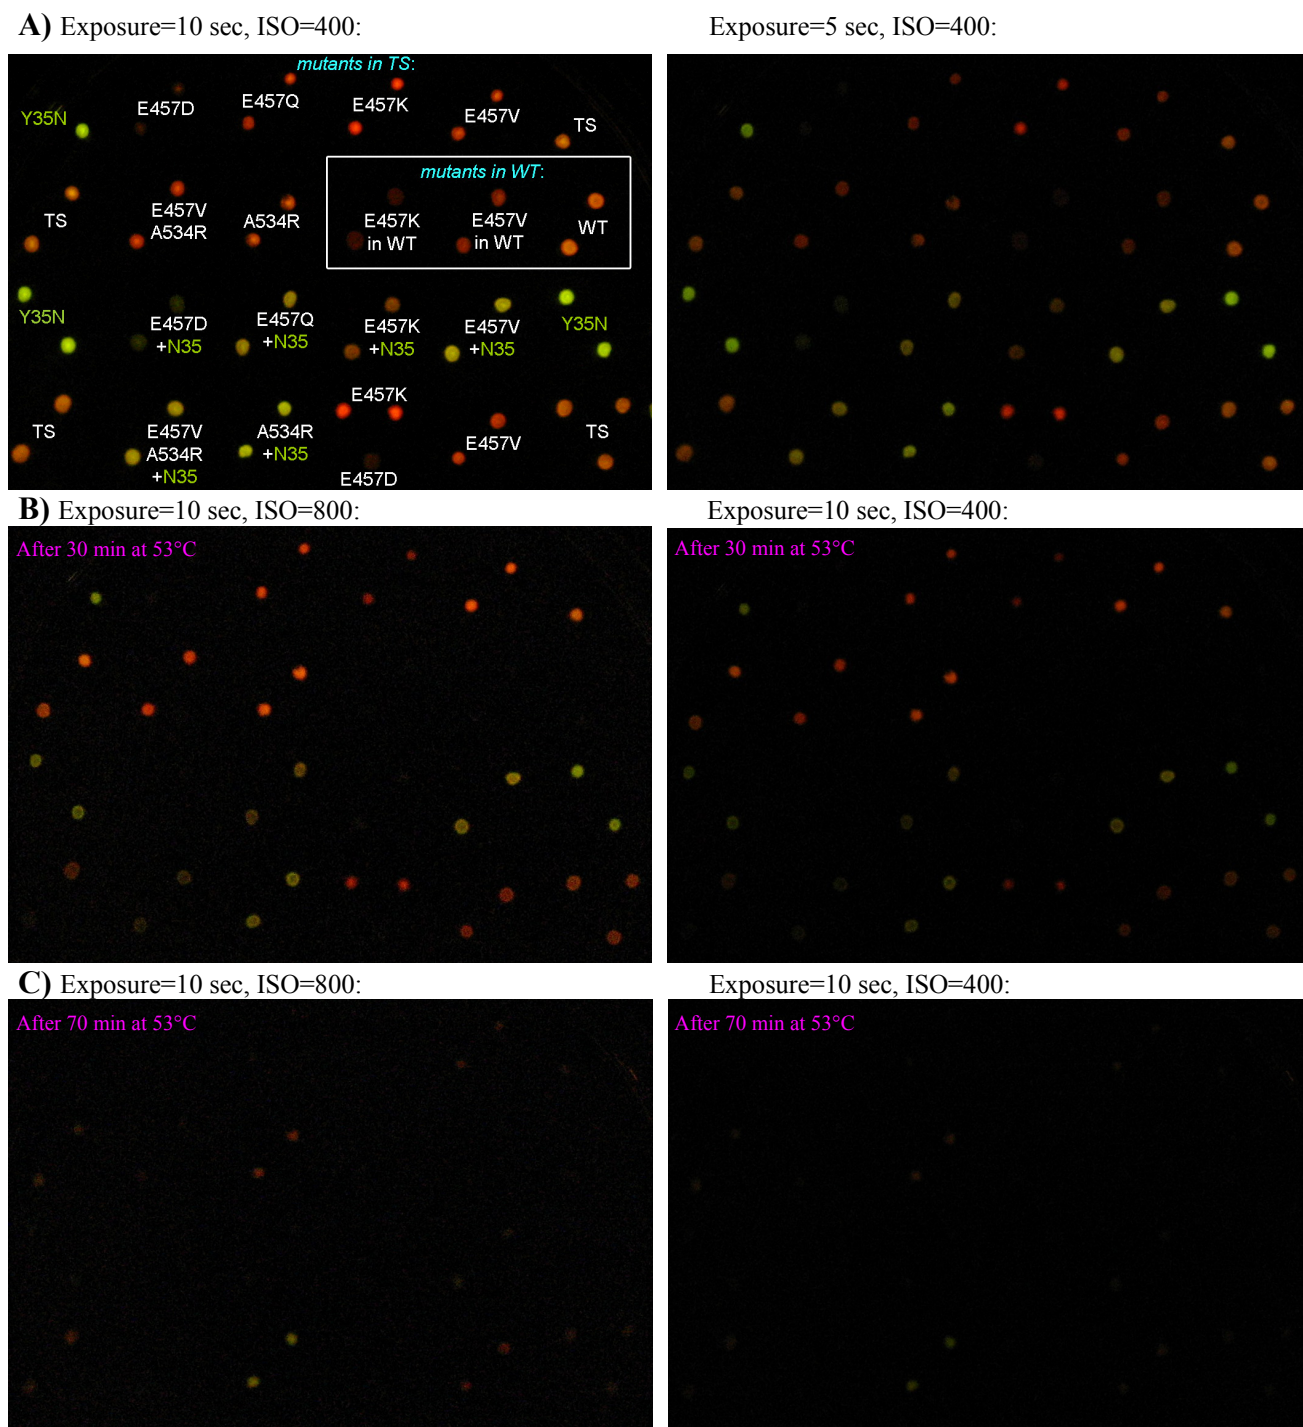 A) Exposure=10 sec, ISO=400:
Exposure=5 sec, ISO=400:
mutants in TS:
E457D
E457Q
E457K
E457V
Y35N
TS
mutants in WT:
TS
E457V
A534R
A534R
E457K
in WT
E457V
in WT
WT
Y35N
E457D
+N35
E457Q
+N35
E457K
+N35
E457V
+N35
Y35N
TS
E457V
A534R
+N35
A534R
+N35
E457K
E457D
E457V
TS
B) Exposure=10 sec, ISO=800:
Exposure=10 sec, ISO=400:
After 30 min at 53°C
After 30 min at 53°C
C) Exposure=10 sec, ISO=800:
Exposure=10 sec, ISO=400:
After 70 min at 53°C
After 70 min at 53°C